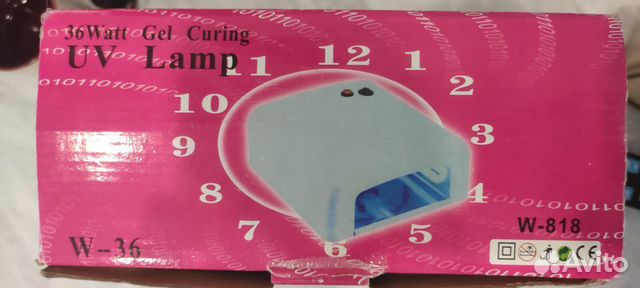 36Watt Gel Curing
UV Lamp
11
12
1
2
10
3
9
8
4
7
6
5
W-36
W-818
CE
Avito